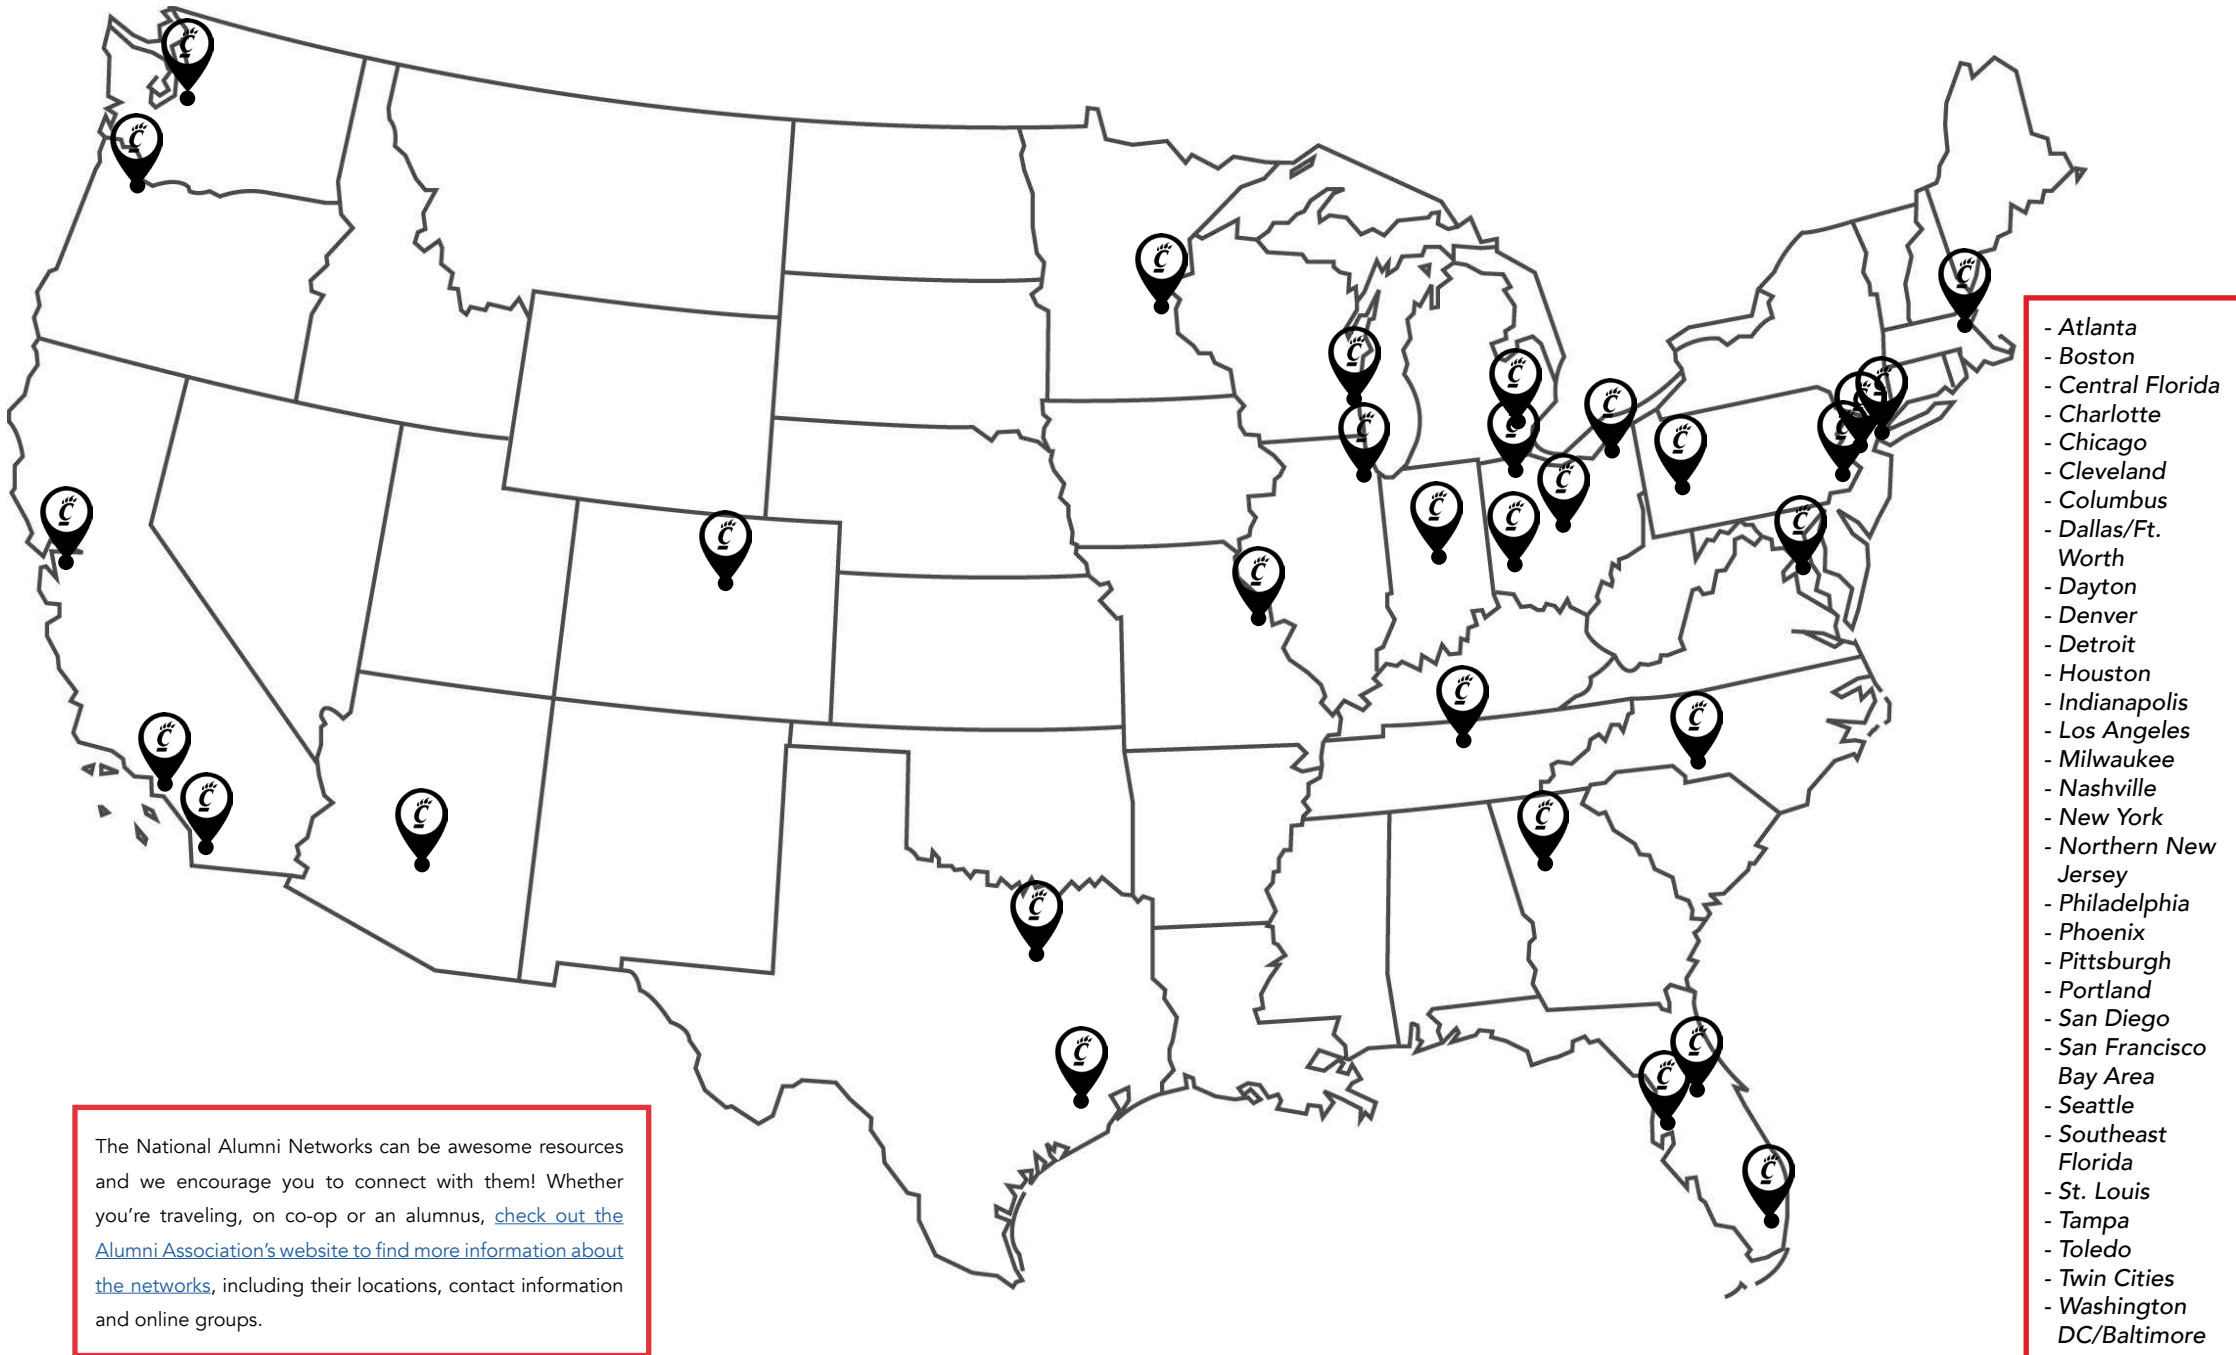 The National Alumni Networks can be awesome resources
and we encourage you to connect with them! Whether
you're traveling, on co-op or an alumnus, check out the
Alumni Association's website to find more information about
the networks, including their locations, contact information
and online groups.
- Atlanta
- Boston
- Central Florida
- Charlotte
- Chicago
- Cleveland
- Columbus
- Dallas/Ft.
Worth
- Dayton
- Denver
- Detroit
- Houston
- Indianapolis
- Los Angeles
- Milwaukee
- Nashville
- New York
- Northern New
Jersey
- Philadelphia
- Phoenix
- Pittsburgh
- Portland
- San Diego
- San Francisco
Bay Area
- Seattle
- Southeast
Florida
- St. Louis
- Tampa
- Toledo
- Twin Cities
- Washington
DC/Baltimore